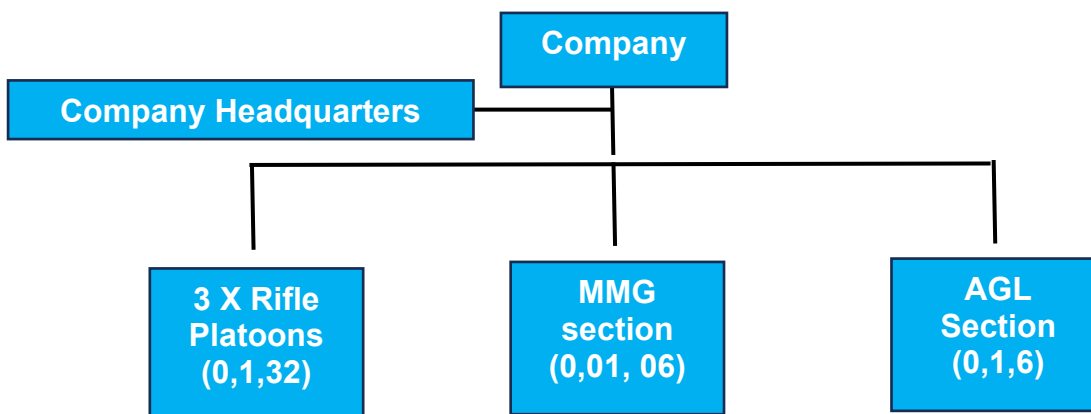 Company
Company Headquarters
3 X Rifle
Platoons
(0,1,32)
MMG
section
(0,01, 06)
AGL
Section
(0,1,6)